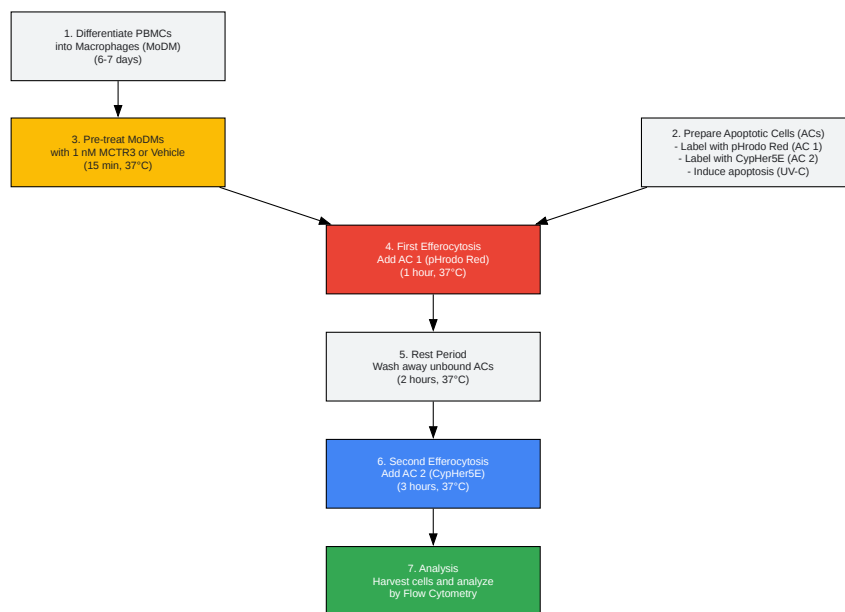 1. Differentiate PBMCs
into Macrophages (MoDM)
(6-7 days)
2. Prepare Apoptotic Cells (ACs)
- Label with pHrodo Red (AC 1)
- Label with CypHer5E (AC 2)
- Induce apoptosis (UV-C)
3. Pre-treat MoDMs
with 1 nM MCTR3 or Vehicle
(15 min, 37°C)
4. First Efferocytosis
Add AC 1 (pHrodo Red)
(1 hour, 37°C)
5. Rest Period
Wash away unbound ACs
(2 hours, 37°C)
6. Second Efferocytosis
Add AC 2 (CypHer5E)
(3 hours, 37°C)
7. Analysis
Harvest cells and analyze
by Flow Cytometry